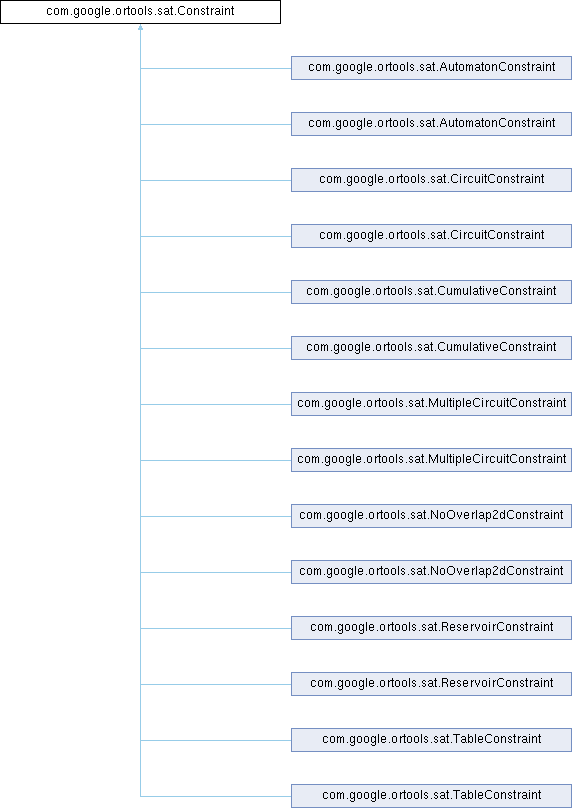 com.google.ortools.sat.Constraint
com.google.ortools.sat.AutomatonConstraint
com.google.ortools.sat.AutomatonConstraint
com.google.ortools.sat.CircuitConstraint
com.google.ortools.sat.CircuitConstraint
com.google.ortools.sat.CumulativeConstraint
com.google.ortools.sat.CumulativeConstraint
com.google.ortools.sat.MultipleCircuitConstraint
com.google.ortools.sat.MultipleCircuitConstraint
com.google.ortools.sat.NoOverlap2dConstraint
com.google.ortools.sat.NoOverlap2dConstraint
com.google.ortools.sat.ReservoirConstraint
com.google.ortools.sat.ReservoirConstraint
com.google.ortools.sat.TableConstraint
com.google.ortools.sat.TableConstraint